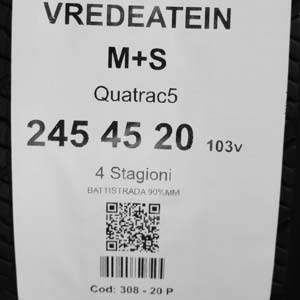 VREDEATEIN
M+S
Quatrac5
245 45 20 103v
4 Stagioni
BATTISTRADA 90%MM
Cod: 308 - 20 P